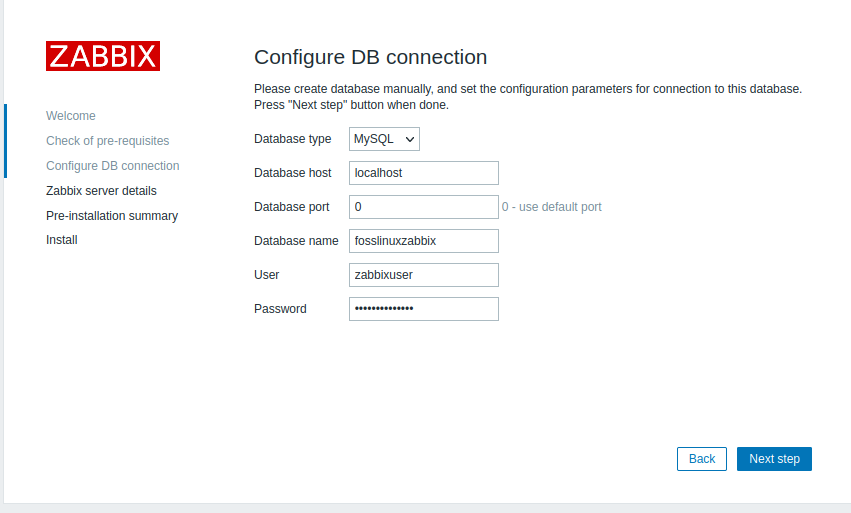 ZABBIX
Welcome
Check of pre-requisites
Configure DB connection
Zabbix server details
Pre-installation summary
Install
Configure DB connection
Please create database manually, and set the configuration parameters for connection to this database.
Press "Next step" button when done.
Database type MySQL
Database host localhost
Database port 0 0 - use default port
Database name fosslinuxzabbix
User zabbixuser
Password ••••••••••••••
Back Next step